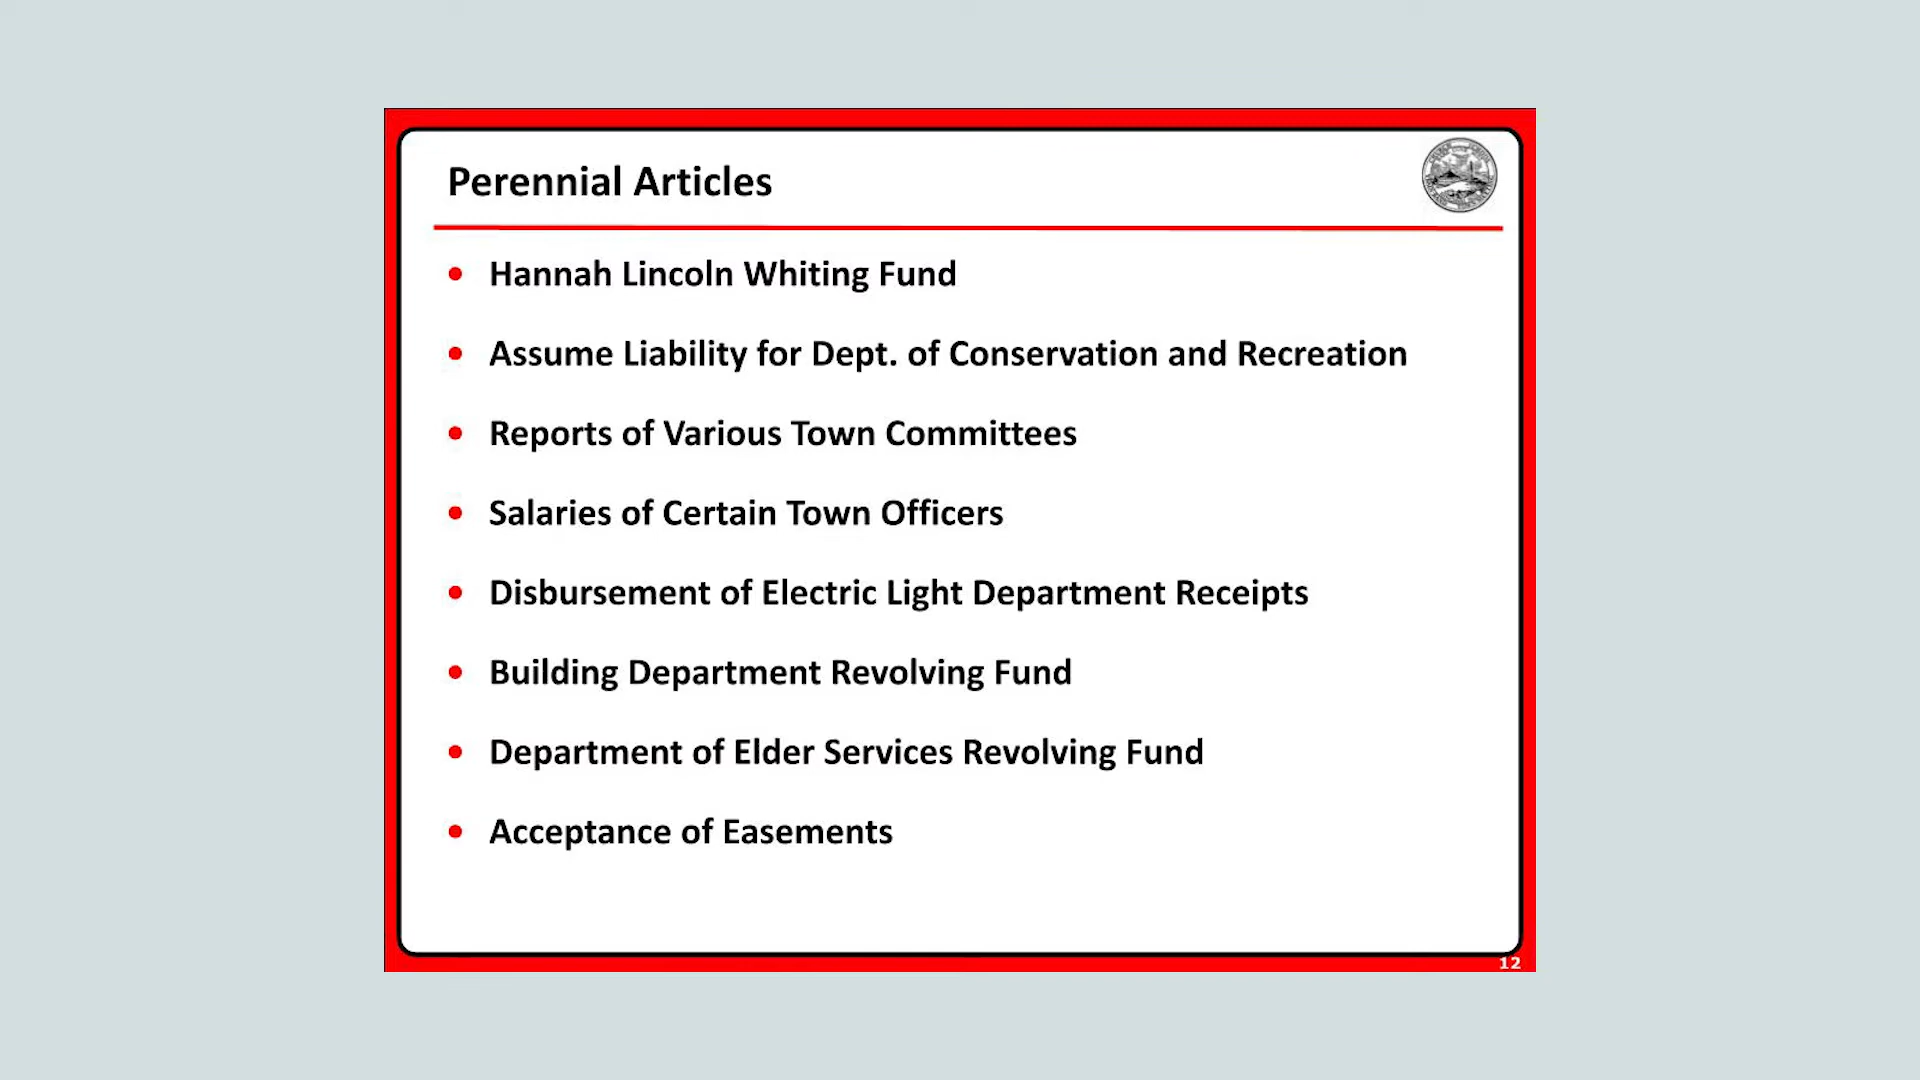 Perennial Articles
Hannah Lincoln Whiting Fund
Assume Liability for Dept. of Conservation and Recreation
Reports of Various Town Committees
Salaries of Certain Town Officers
Disbursement of Electric Light Department Receipts
Building Department Revolving Fund
Department of Elder Services Revolving Fund
Acceptance of Easements
12